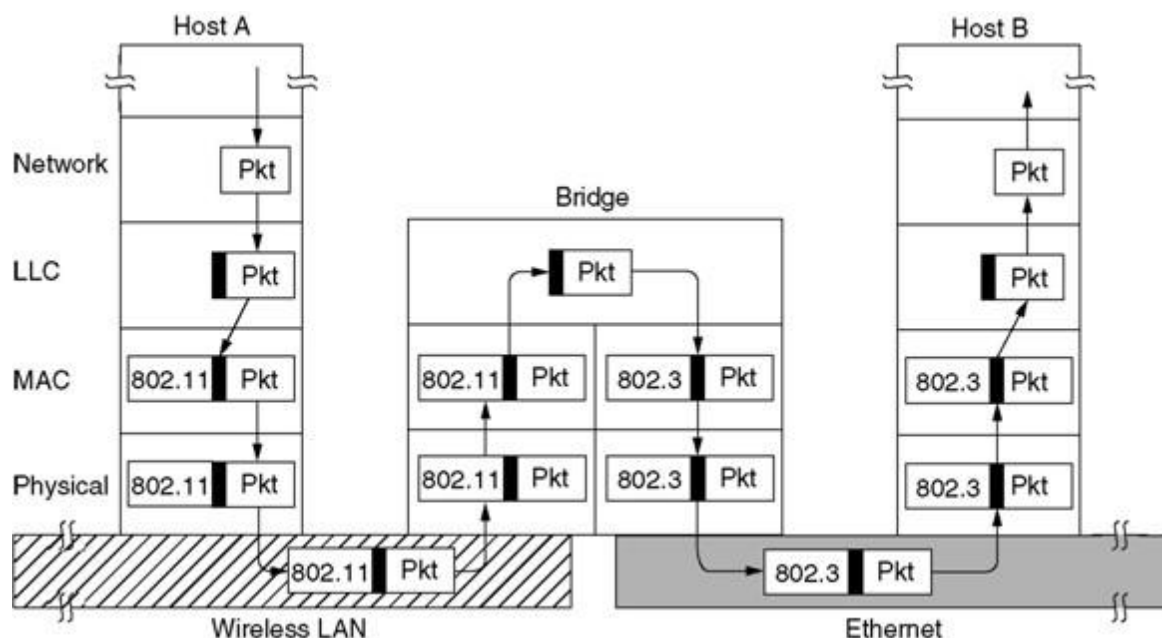 Host A
Host B
Bridge
Network
Pkt
Pkt
LLC
Pkt
Pkt
Pkt
MAC
802.11 Pkt
802.11 Pkt
802.3 Pkt
802.3 Pkt
Physical
802.11 Pkt
802.11 Pkt
802.3 Pkt
802.3 Pkt
802.11 Pkt
802.3 Pkt
Wireless LAN
Ethernet